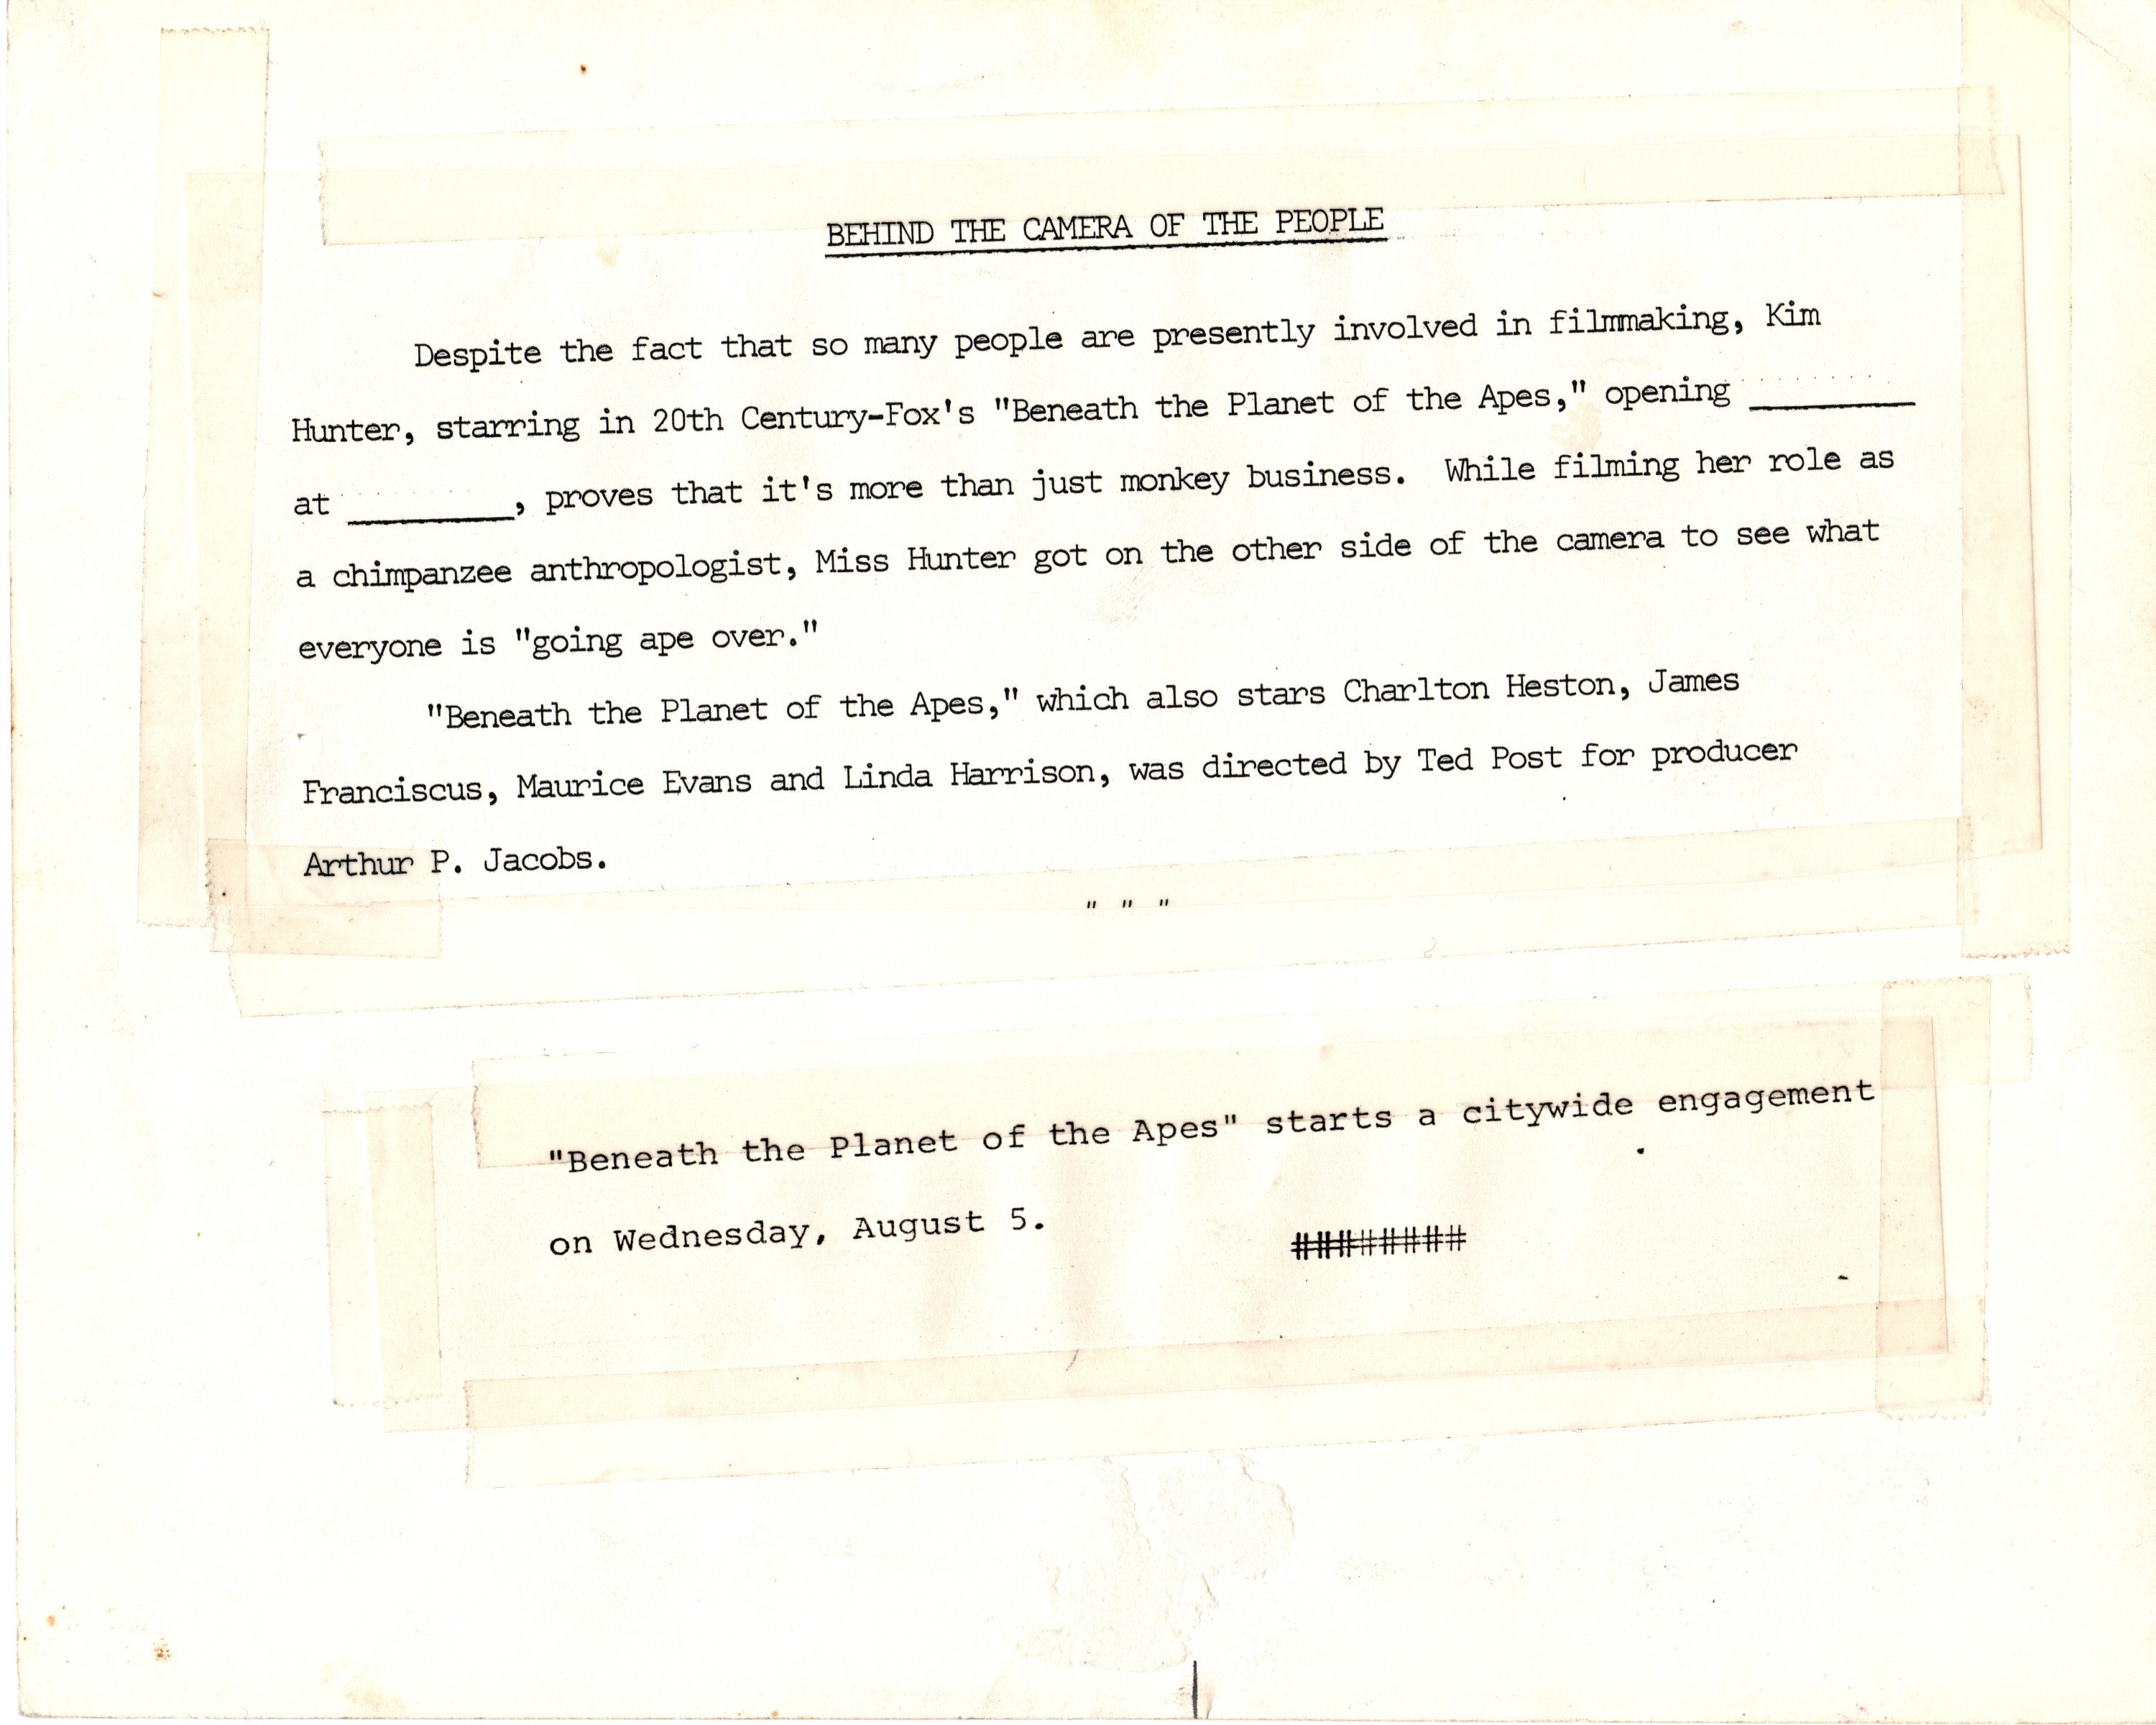 BEHIND THE CAMERA OF THE PEOPLE
Despite the fact that so many people are presently involved in filmmaking, Kim
Hunter, starring in 20th Century-Fox's "Beneath the Planet of the Apes," opening _________
at _________, proves that it's more than just monkey business. While filming her role as
a chimpanzee anthropologist, Miss Hunter got on the other side of the camera to see what
everyone is "going ape over."
"Beneath the Planet of the Apes," which also stars Charlton Heston, James
Franciscus, Maurice Evans and Linda Harrison, was directed by Ted Post for producer
Arthur P. Jacobs.
" " "
"Beneath the Planet of the Apes" starts a citywide engagement
on Wednesday, August 5.
########